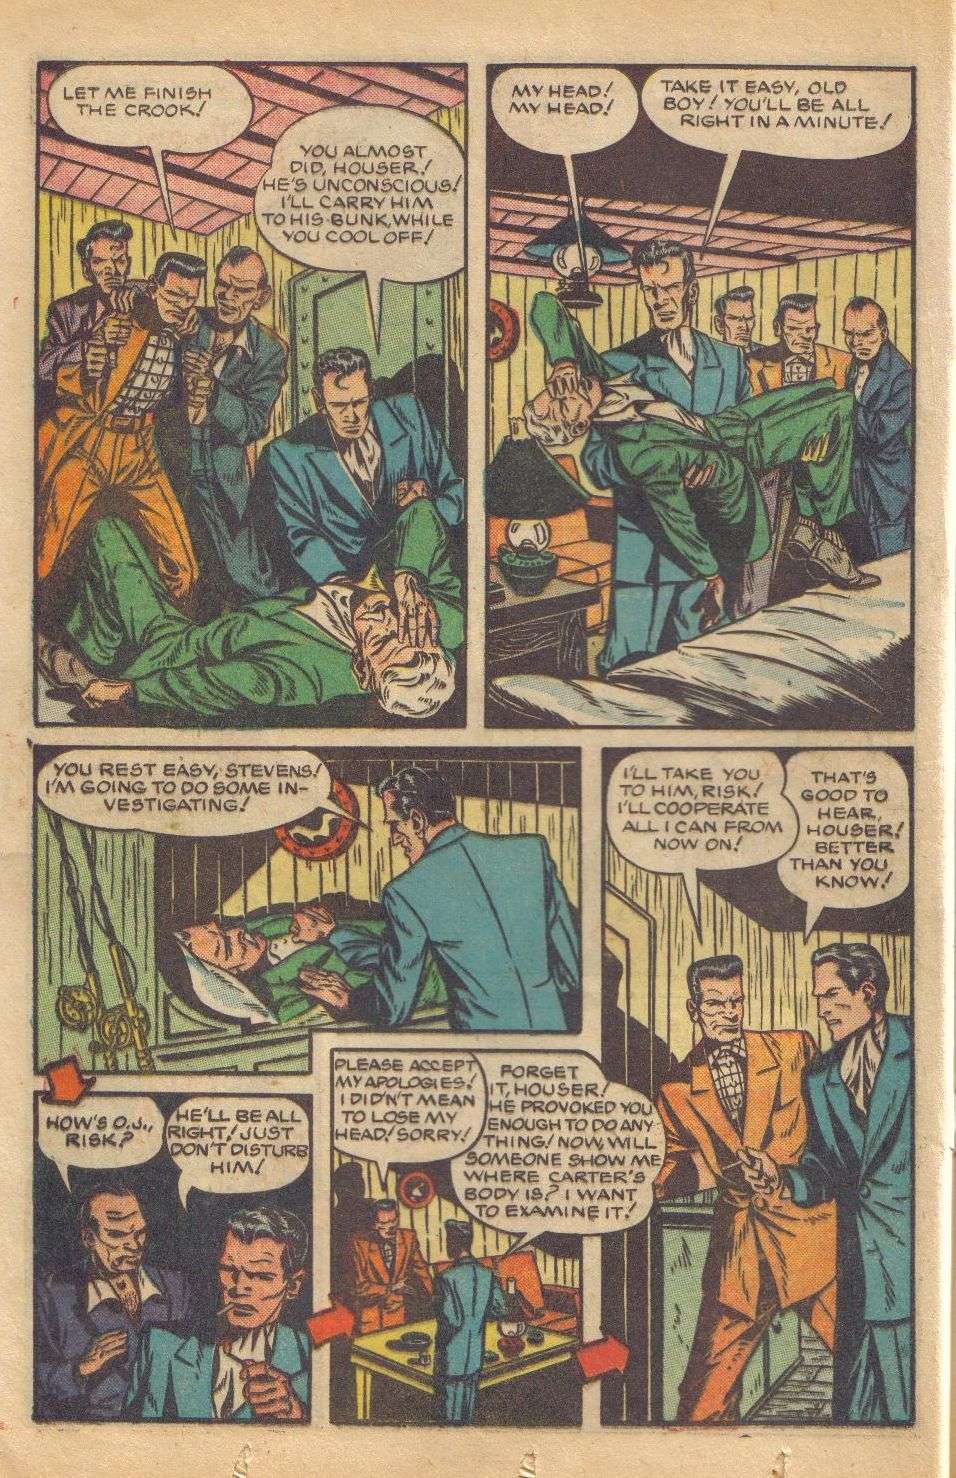 LET ME FINISH
THE CROOK!
YOU ALMOST
DID, HOUSER!
HE'S UNCONSCIOUS!
I'LL CARRY HIM
TO HIS BUNK, WHILE
YOU COOL OFF!
MY HEAD!
MY HEAD!
TAKE IT EASY, OLD
BOY! YOU'LL BE ALL
RIGHT IN A MINUTE!
YOU REST EASY, STEVENS!
I'M GOING TO DO SOME IN-
VESTIGATING!
HOW'S O.J.,
RISK?
HE'LL BE ALL
RIGHT! JUST
DON'T DISTURB
HIM!
PLEASE ACCEPT
MY APOLOGIES!
I DIDN'T MEAN
TO LOSE MY
HEAD! SORRY!
FORGET
IT, HOUSER!
HE PROVOKED YOU
ENOUGH TO DO ANY-
THING! NOW, WILL
SOMEONE SHOW ME
WHERE CARTER'S
BODY IS? I WANT
TO EXAMINE IT!
I'LL TAKE YOU
TO HIM, RISK!
I'LL COOPERATE
ALL I CAN FROM
NOW ON!
THAT'S
GOOD TO
HEAR,
HOUSER!
BETTER
THAN YOU
KNOW!